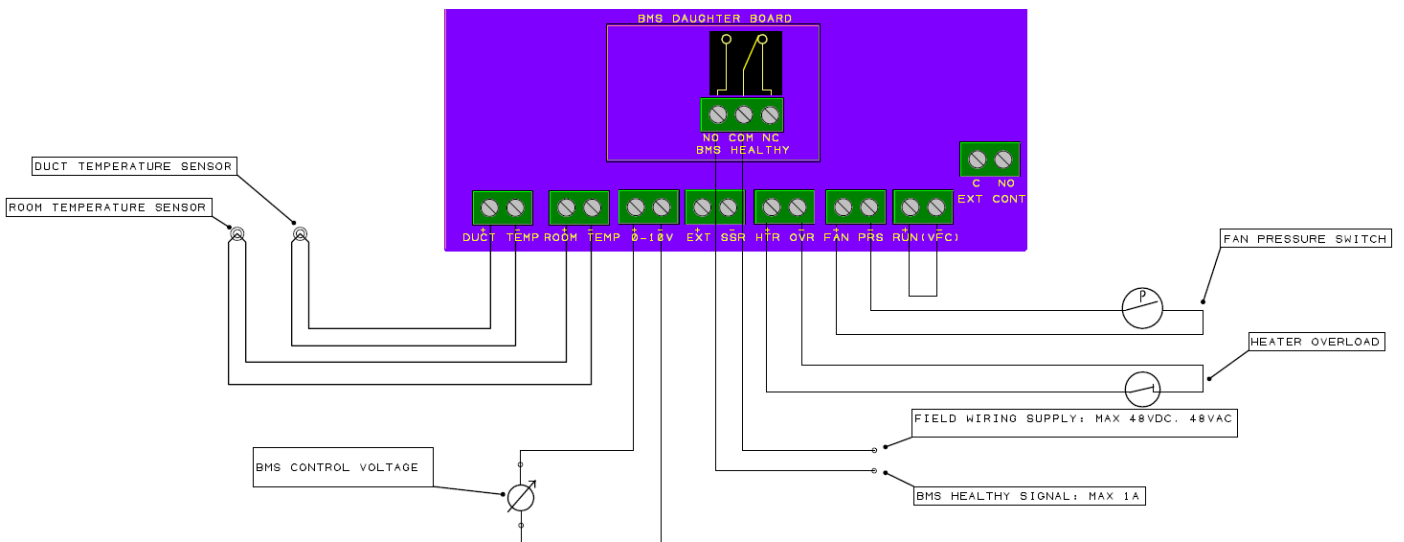 BMS DAUGHTER BOARD
NO COM NC
BMS HEALTHY
DUCT TEMPERATURE SENSOR
ROOM TEMPERATURE SENSOR
C NO
EXT CONT
+ - + - + - + - + - + - + -
DUCT TEMP ROOM TEMP 0-10V EXT SSR HTR OVR FAN PRS RUN(VFC)
FAN PRESSURE SWITCH
P
HEATER OVERLOAD
FIELD WIRING SUPPLY: MAX 48VDC. 48VAC
BMS CONTROL VOLTAGE
BMS HEALTHY SIGNAL: MAX 1A